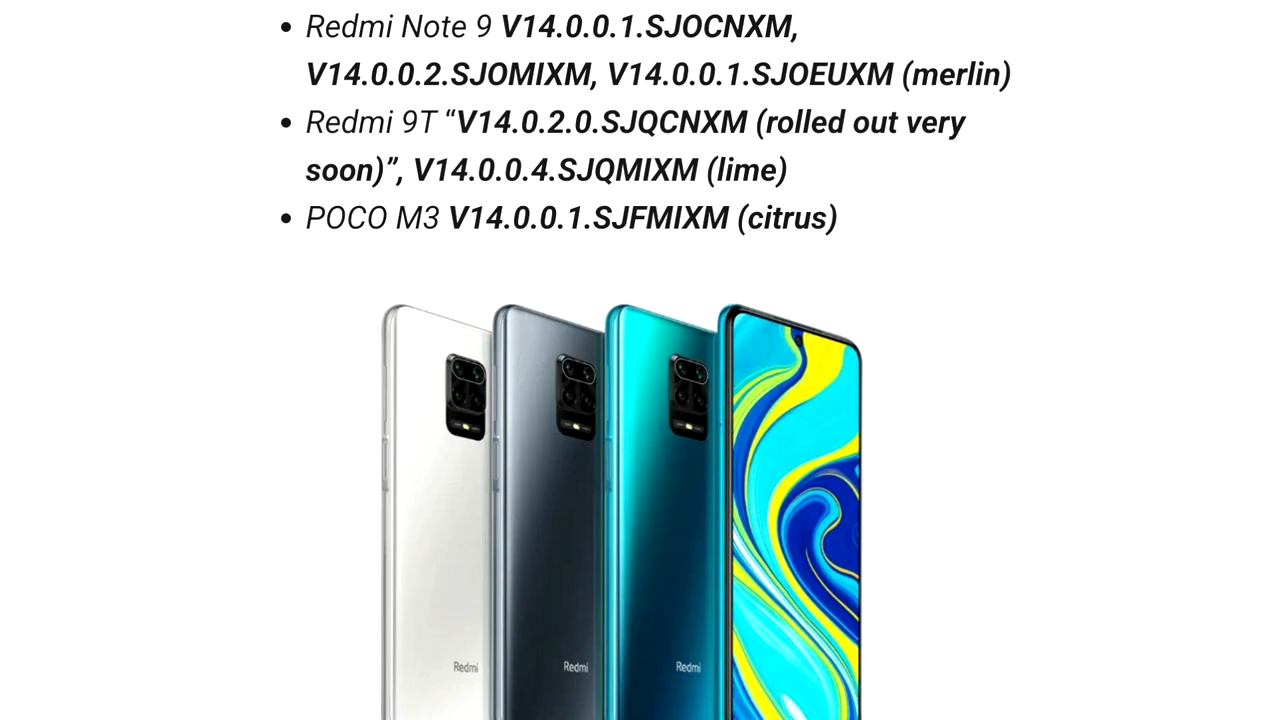 Redmi Note 9 V14.0.0.1.SJOCNXM,
V14.0.0.2.SJOMIXM, V14.0.0.1.SJOEUXM (merlin)
Redmi 9T “V14.0.2.0.SJQCNXM (rolled out very
soon)”, V14.0.0.4.SJQMIXM (lime)
POCO M3 V14.0.0.1.SJFMIXM (citrus)
Redmi
Redmi
Redmi